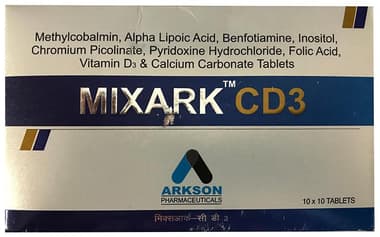 Methylcobalmin, Alpha Lipoic Acid, Benfotiamine, Inositol,
Chromium Picolinate, Pyridoxine Hydrochloride, Folic Acid,
Vitamin D₃ & Calcium Carbonate Tablets
MIXARK™ CD3
ARKSON
PHARMACEUTICALS
10 x 10 TABLETS
मिक्सआर्क - सी डी 3